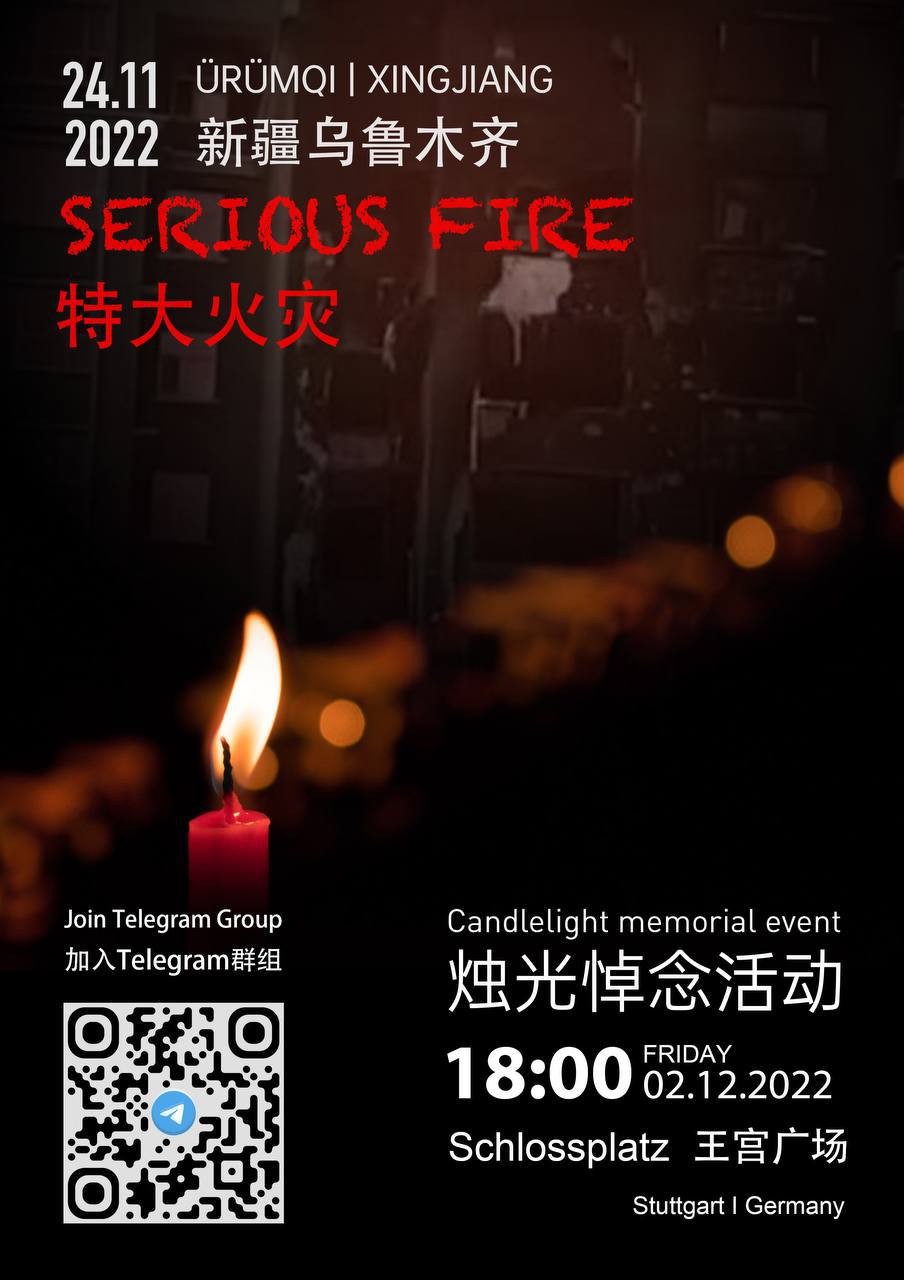 24.11
2022
ÜRÜMQI | XINGJIANG
新疆乌鲁木齐
SERIOUS FIRE
特大火灾
Join Telegram Group
加入Telegram群组
Candlelight memorial event
烛光悼念活动
18:00 FRIDAY
02.12.2022
Schlossplatz 王宫广场
Stuttgart I Germany